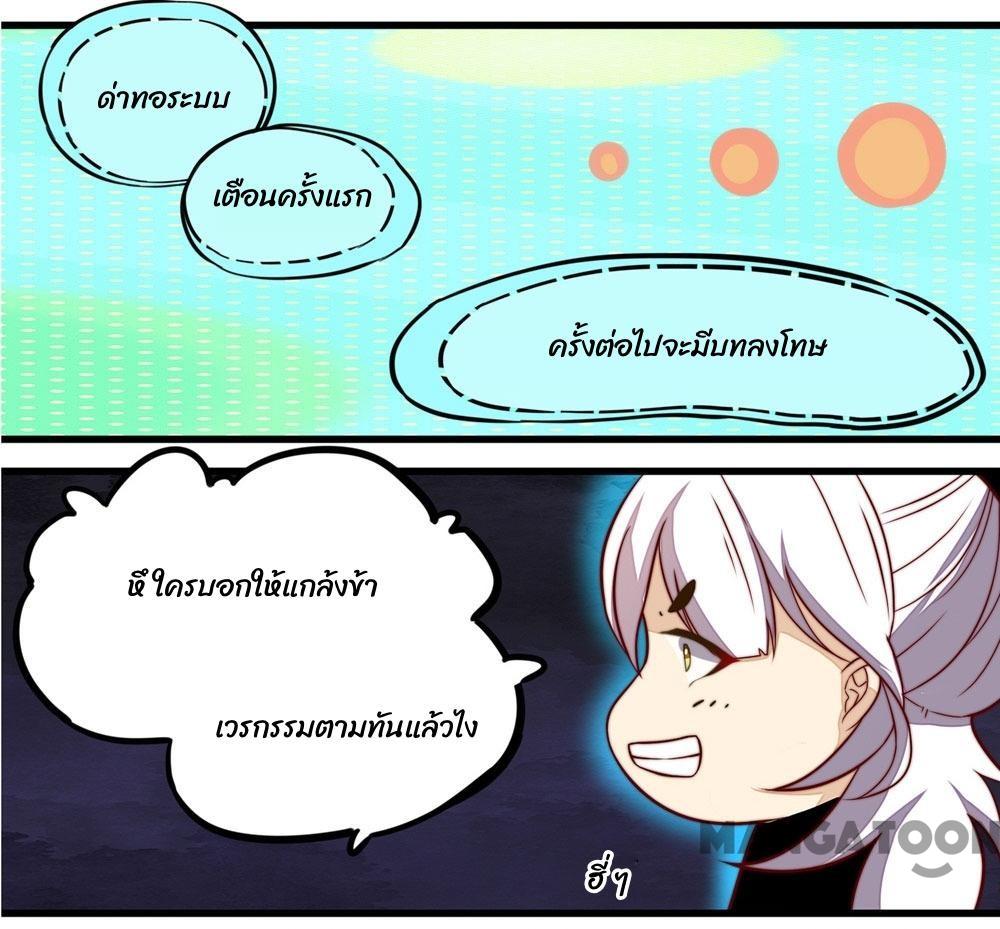 ด่าทอระบบ
เตือนครั้งแรก
ครั้งต่อไปจะมีบทลงโทษ
หึ ใครบอกให้แกล้งข้า
เวรกรรมตามทันแล้วไง
ฮี่ๆ
MANGATOON